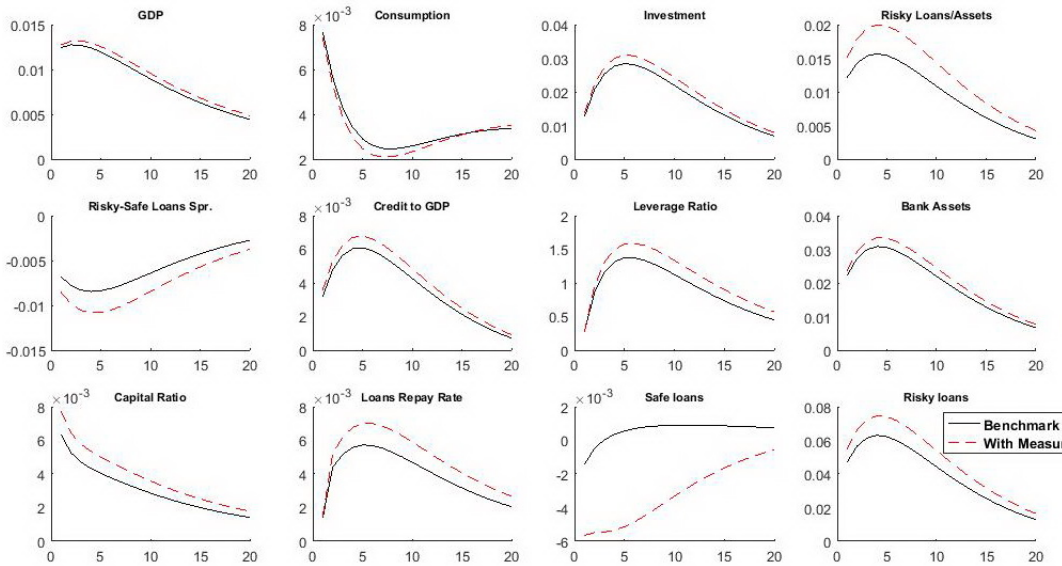 GDP
0.015
0.01
0.005
0
0 5 10 15 20
Consumption
×10⁻³
8
6
4
2
0 5 10 15 20
Investment
0.04
0.03
0.02
0.01
0
0 5 10 15 20
Risky Loans/Assets
0.02
0.015
0.01
0.005
0
0 5 10 15 20
Risky-Safe Loans Spr.
0
-0.005
-0.01
-0.015
0 5 10 15 20
Credit to GDP
×10⁻³
8
6
4
2
0
0 5 10 15 20
Leverage Ratio
2
1.5
1
0.5
0
0 5 10 15 20
Bank Assets
0.04
0.03
0.02
0.01
0
0 5 10 15 20
Capital Ratio
×10⁻³
8
6
4
2
0
0 5 10 15 20
Loans Repay Rate
×10⁻³
8
6
4
2
0
0 5 10 15 20
Safe loans
×10⁻³
2
0
-2
-4
-6
0 5 10 15 20
Risky loans
0.08
0.06
0.04
0.02
0
0 5 10 15 20
Benchmark
With Measur